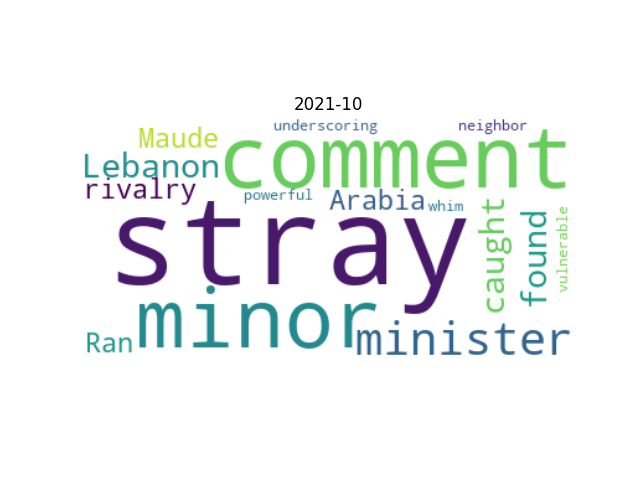 2021-10
underscoring neighbor
Maude comment
Lebanon
rivalry powerful Arabia whim
stray caught found vulnerable
minor
Ran minister